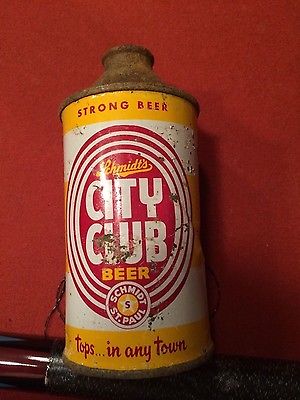 STRONG BEER
Schmidt's
CITY
CLUB
BEER
SCHMIDT
S
ST. PAUL
tops... in any town